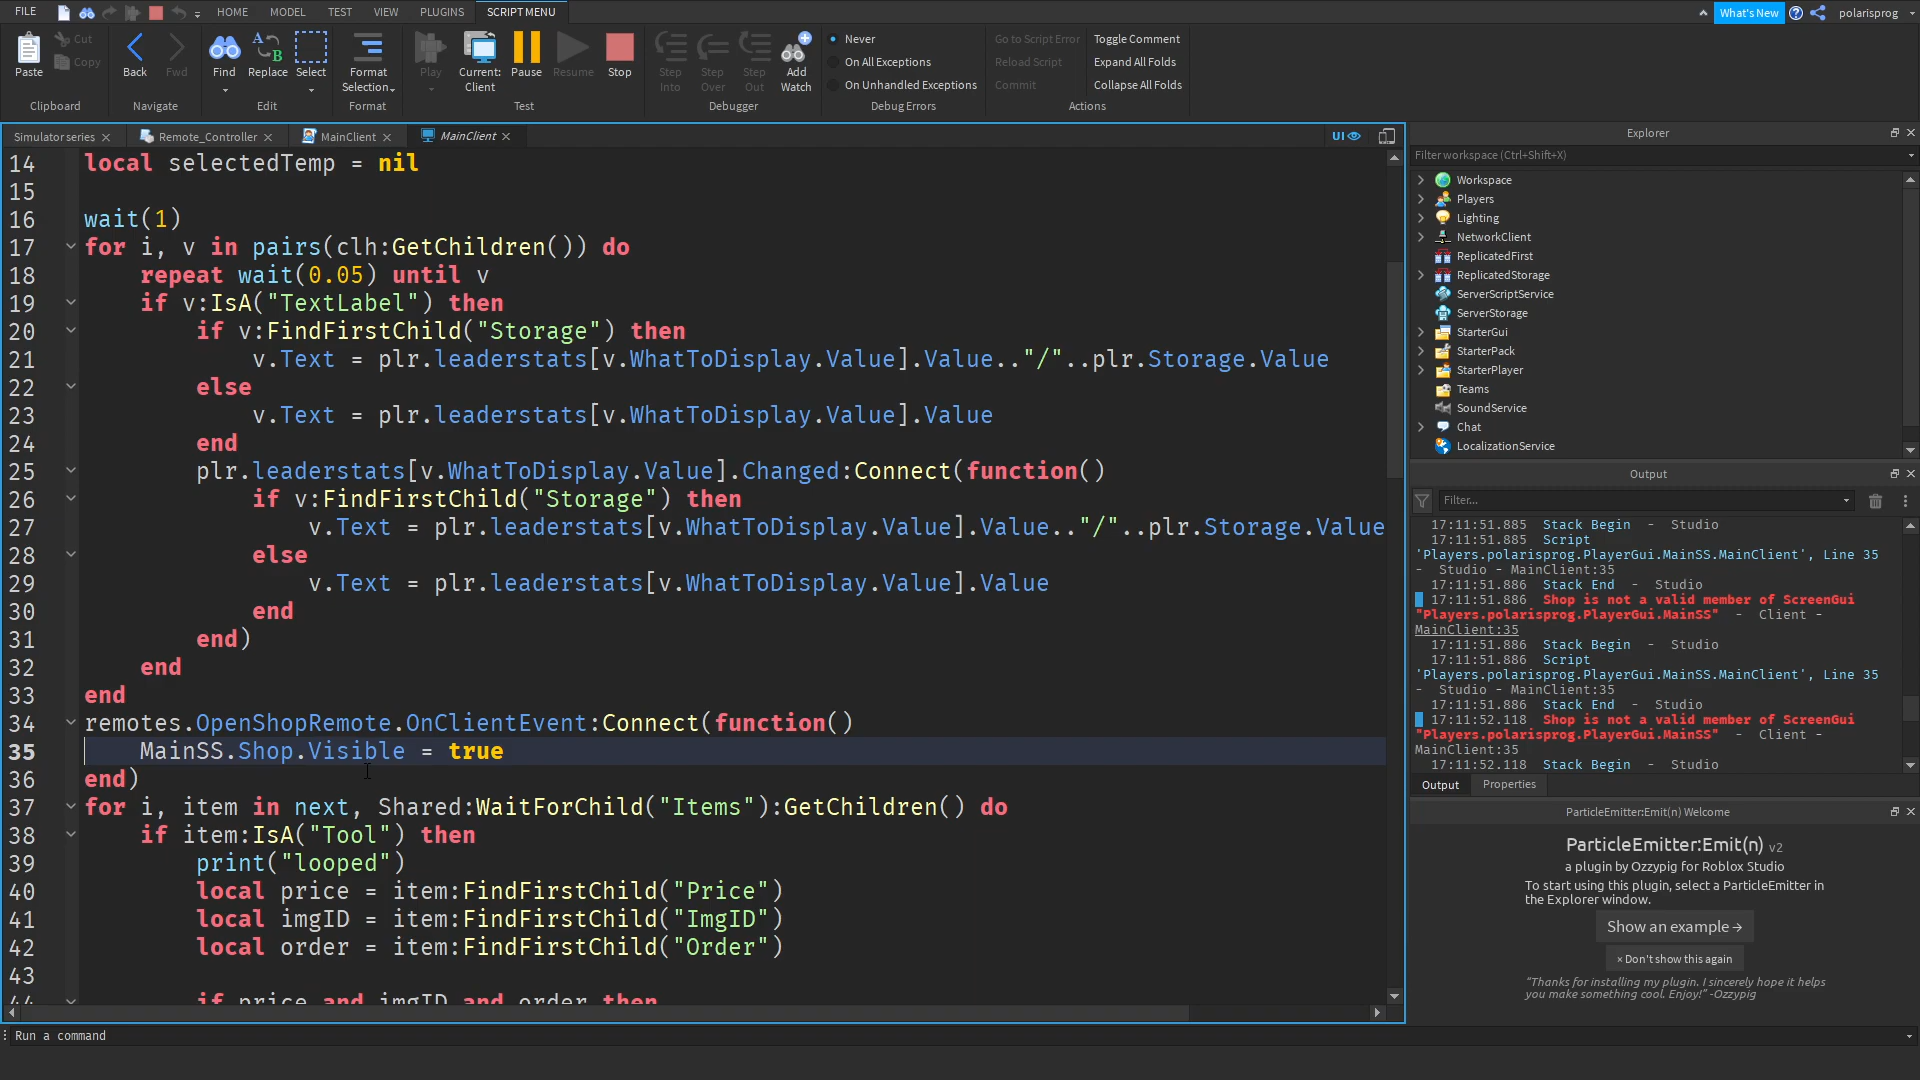 FILE HOME MODEL TEST VIEW PLUGINS SCRIPT MENU What's New polarisprog
Paste Cut Copy
Clipboard
Back Fwd
Navigate
Find Replace Select
Edit
Format Selection
Format
Play Current: Client Pause Resume Stop
Test
Step Into Step Over Step Out Add Watch
Debugger
Never
On All Exceptions
On Unhandled Exceptions
Debug Errors
Go to Script Error Toggle Comment
Reload Script Expand All Folds
Commit Collapse All Folds
Actions
Simulator series Remote_Controller MainClient MainClient UI
14 local selectedTemp = nil
15
16 wait(1)
17 for i, v in pairs(clh:GetChildren()) do
18 repeat wait(0.05) until v
19 if v:IsA("TextLabel") then
20 if v:FindFirstChild("Storage") then
21 v.Text = plr.leaderstats[v.WhatToDisplay.Value].Value.."/"..plr.Storage.Value
22 else
23 v.Text = plr.leaderstats[v.WhatToDisplay.Value].Value
24 end
25 plr.leaderstats[v.WhatToDisplay.Value].Changed:Connect(function()
26 if v:FindFirstChild("Storage") then
27 v.Text = plr.leaderstats[v.WhatToDisplay.Value].Value.."/"..plr.Storage.Value
28 else
29 v.Text = plr.leaderstats[v.WhatToDisplay.Value].Value
30 end
31 end)
32 end
33 end
34 remotes.OpenShopRemote.OnClientEvent:Connect(function()
35 MainSS.Shop.Visible = true
36 end)
37 for i, item in next, Shared:WaitForChild("Items"):GetChildren() do
38 if item:IsA("Tool") then
39 print("looped")
40 local price = item:FindFirstChild("Price")
41 local imgID = item:FindFirstChild("ImgID")
42 local order = item:FindFirstChild("Order")
43
44 if price and imgID and order then
Run a command
Explorer
Filter workspace (Ctrl+Shift+X)
Workspace
Players
Lighting
NetworkClient
ReplicatedFirst
ReplicatedStorage
ServerScriptService
ServerStorage
StarterGui
StarterPack
StarterPlayer
Teams
SoundService
Chat
LocalizationService
Output
Filter...
17:11:51.885 Stack Begin - Studio
17:11:51.885 Script
'Players.polarisprog.PlayerGui.MainSS.MainClient', Line 35
- Studio - MainClient:35
17:11:51.886 Stack End - Studio
17:11:51.886 Shop is not a valid member of ScreenGui
"Players.polarisprog.PlayerGui.MainSS" - Client -
MainClient:35
17:11:51.886 Stack Begin - Studio
17:11:51.886 Script
'Players.polarisprog.PlayerGui.MainSS.MainClient', Line 35
- Studio - MainClient:35
17:11:51.886 Stack End - Studio
17:11:52.118 Shop is not a valid member of ScreenGui
"Players.polarisprog.PlayerGui.MainSS" - Client -
MainClient:35
17:11:52.118 Stack Begin - Studio
Output Properties
ParticleEmitter:Emit(n) Welcome
ParticleEmitter:Emit(n) v2
a plugin by Ozzypig for Roblox Studio
To start using this plugin, select a ParticleEmitter in
the Explorer window.
Show an example →
× Don't show this again
"Thanks for installing my plugin. I sincerely hope it helps
you make something cool. Enjoy!" -Ozzypig